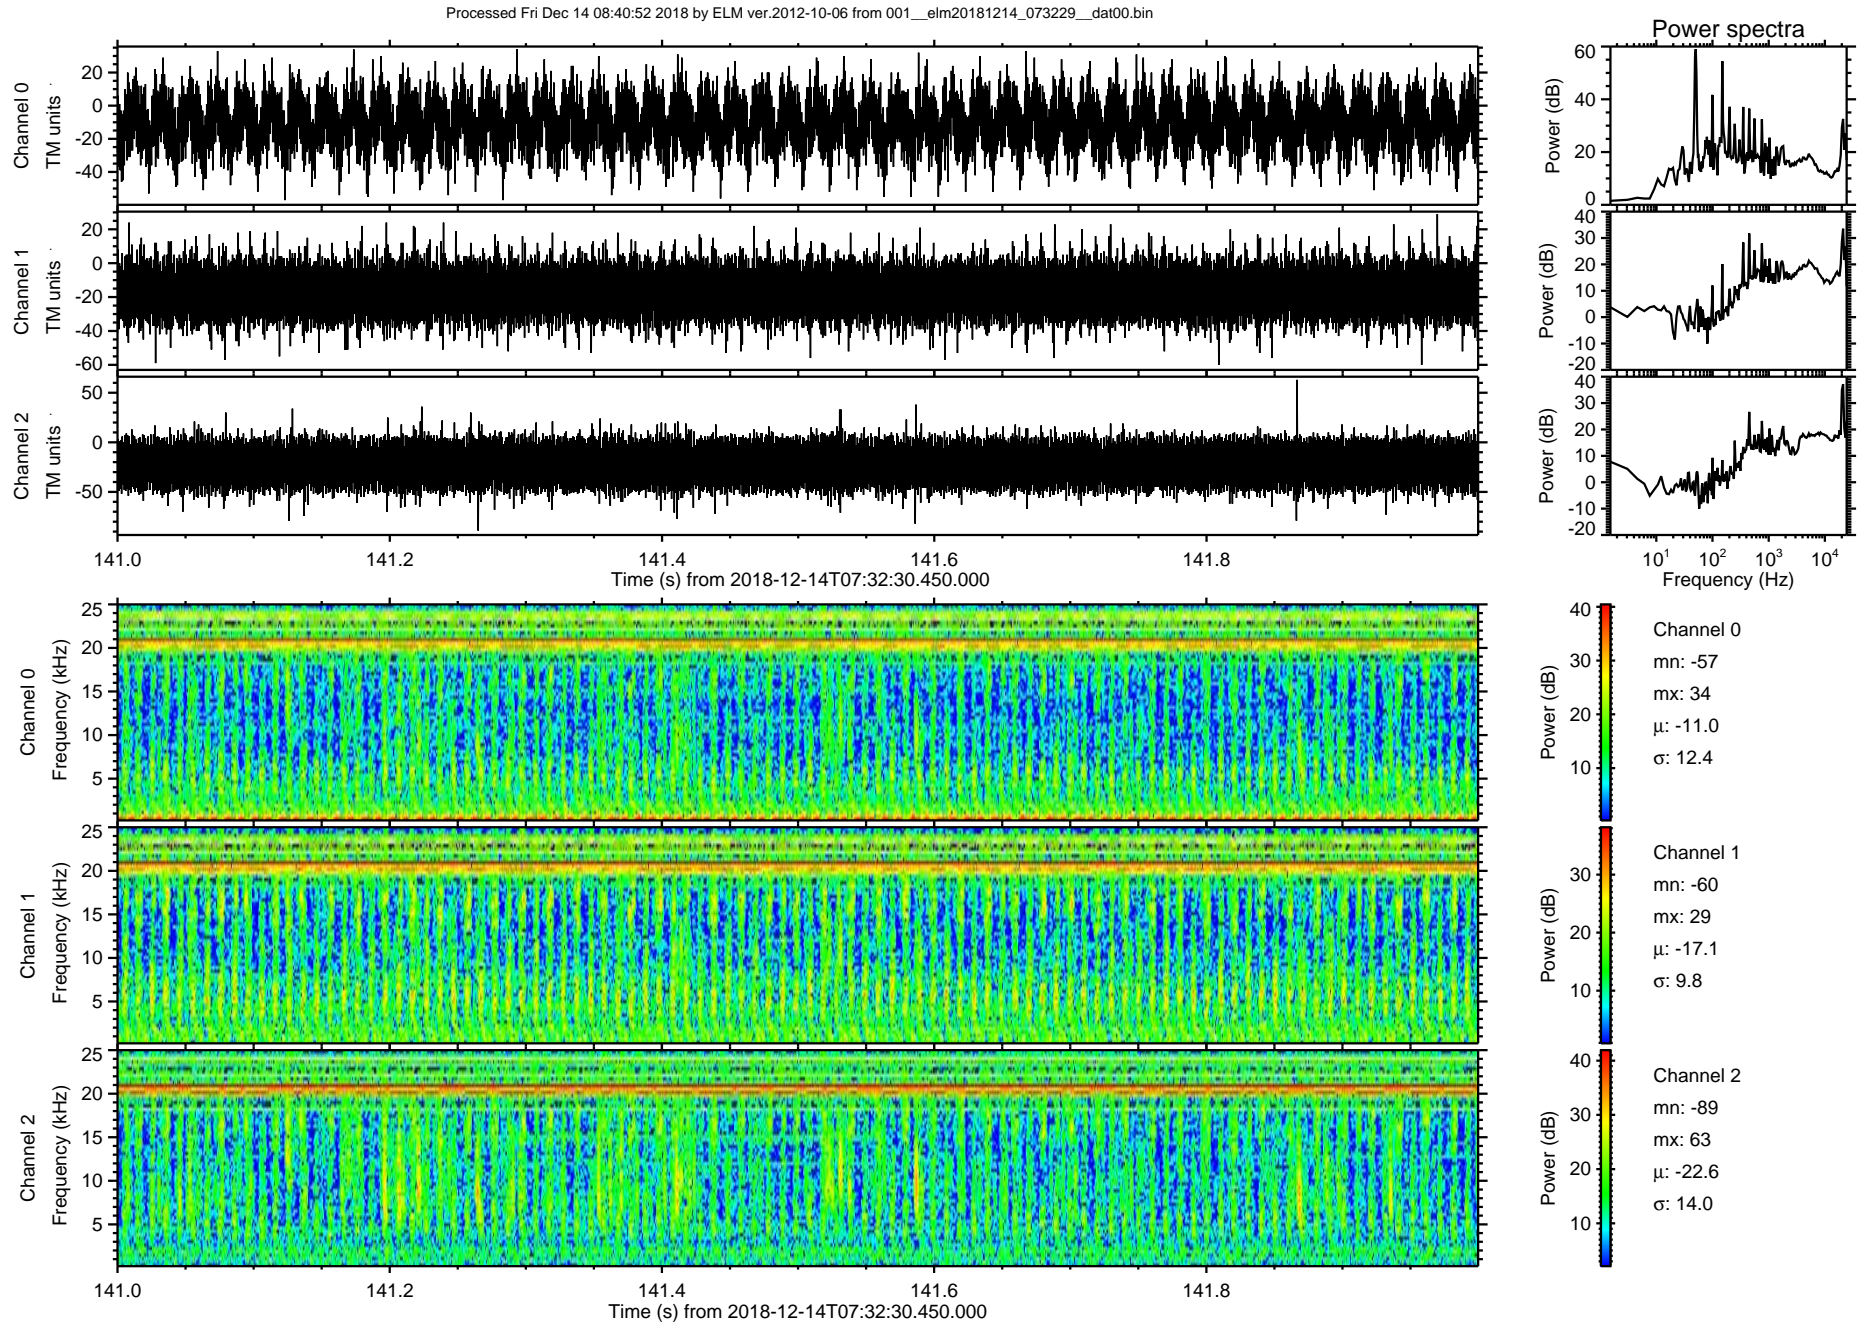 Processed Fri Dec 14 08:40:52 2018 by ELM ver.2012-10-06 from 001__elm20181214_073229__dat00.bin
Power spectra
Channel 0
TM units
20
0
-20
-40
Power (dB)
60
40
20
0
Channel 1
TM units
20
0
-20
-40
-60
Power (dB)
40
30
20
10
0
-10
-20
Channel 2
TM units
50
0
-50
Power (dB)
40
30
20
10
0
-10
-20
141.0 141.2 141.4 141.6 141.8
Time (s) from 2018-12-14T07:32:30.450.000
10¹ 10² 10³ 10⁴
Frequency (Hz)
Channel 0
Frequency (kHz)
25
20
15
10
5
Power (dB)
40
30
20
10
Channel 0
mn: -57
mx: 34
μ: -11.0
σ: 12.4
Channel 1
Frequency (kHz)
25
20
15
10
5
Power (dB)
30
20
10
Channel 1
mn: -60
mx: 29
μ: -17.1
σ: 9.8
Channel 2
Frequency (kHz)
25
20
15
10
5
Power (dB)
40
30
20
10
Channel 2
mn: -89
mx: 63
μ: -22.6
σ: 14.0
141.0 141.2 141.4 141.6 141.8
Time (s) from 2018-12-14T07:32:30.450.000